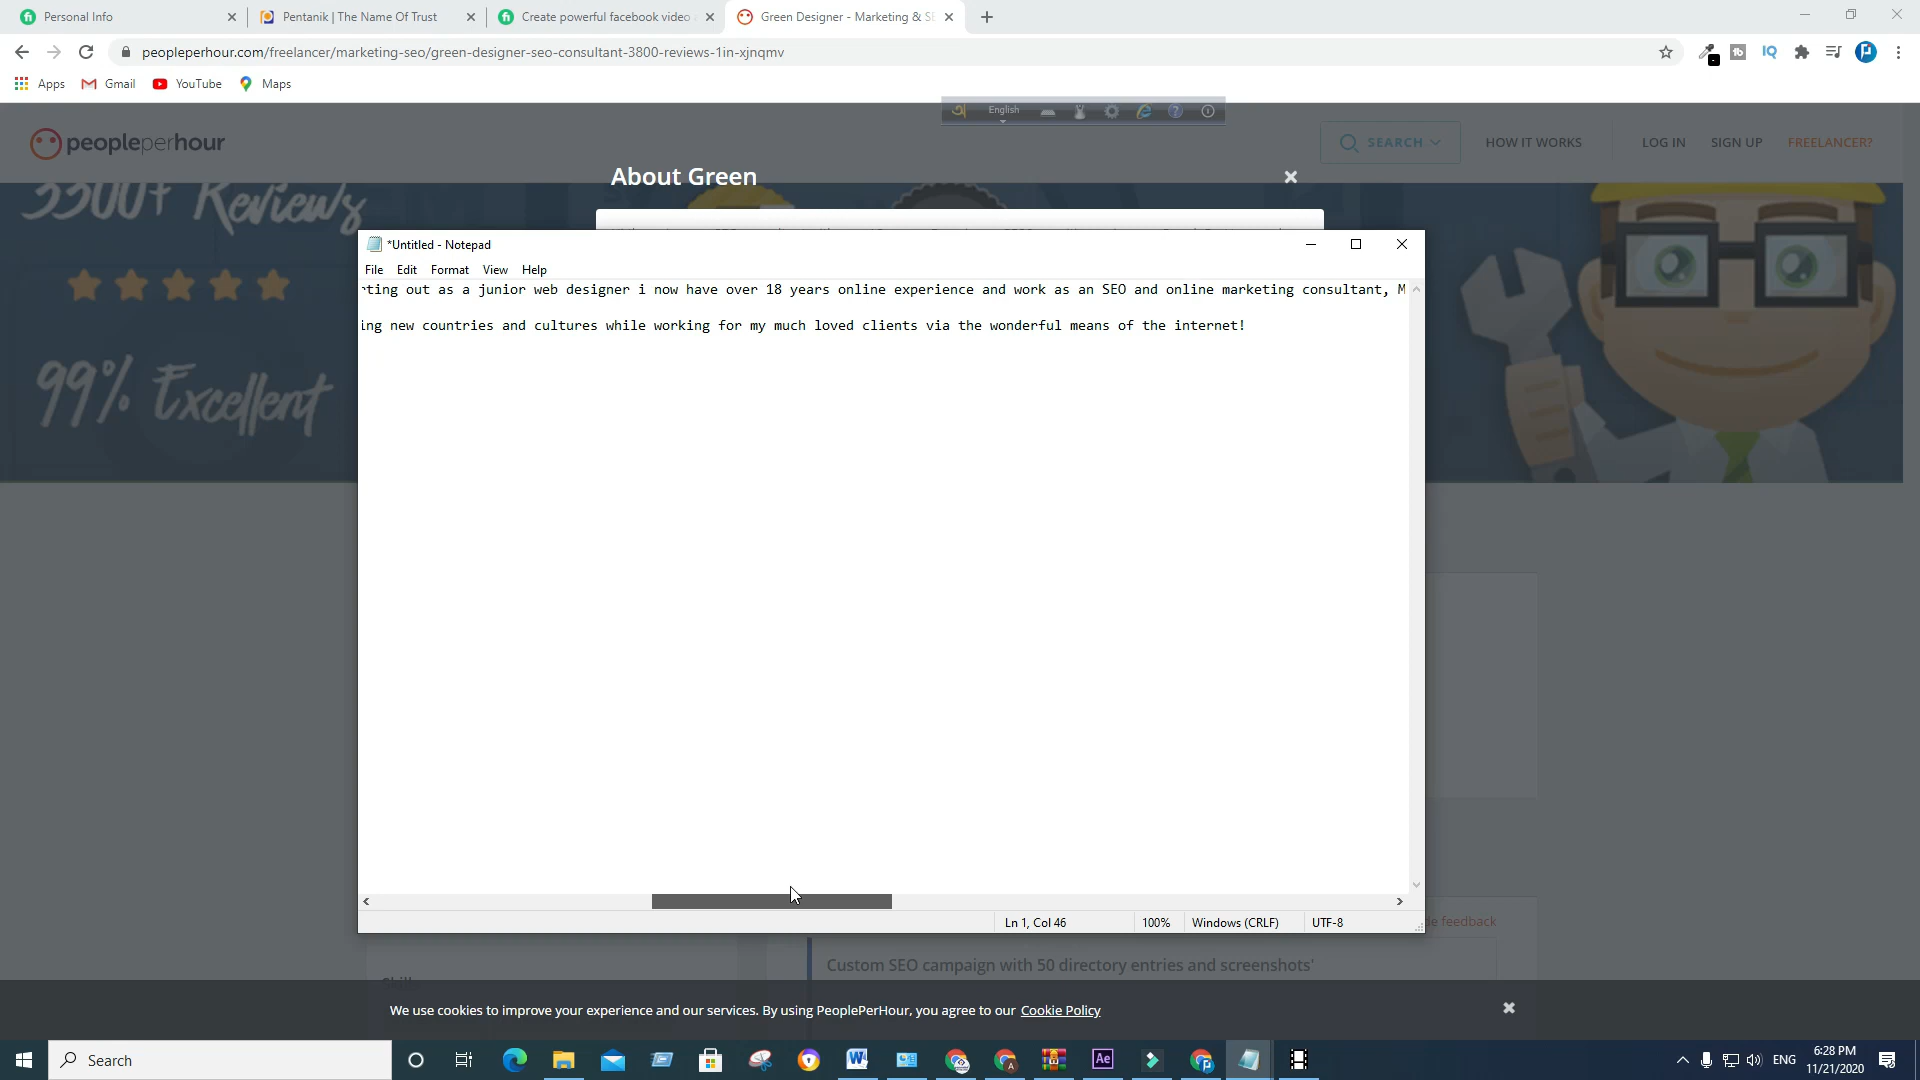 Personal Info
Pentanik | The Name Of Trust
Create powerful facebook video
Green Designer - Marketing & SE
peopleperhour.com/freelancer/marketing-seo/green-designer-seo-consultant-3800-reviews-1in-xjnqmv
Apps
Gmail
YouTube
Maps
English
peopleperhour
SEARCH
HOW IT WORKS
LOG IN
SIGN UP
FREELANCER?
About Green
Reviews
99% Excellent
*Untitled - Notepad
File Edit Format View Help
rting out as a junior web designer i now have over 18 years online experience and work as an SEO and online marketing consultant, M
ing new countries and cultures while working for my much loved clients via the wonderful means of the internet!
Ln 1, Col 46
100%
Windows (CRLF)
UTF-8
feedback
Custom SEO campaign with 50 directory entries and screenshots'
We use cookies to improve your experience and our services. By using PeoplePerHour, you agree to our Cookie Policy
Search
ENG
6:28 PM
11/21/2020